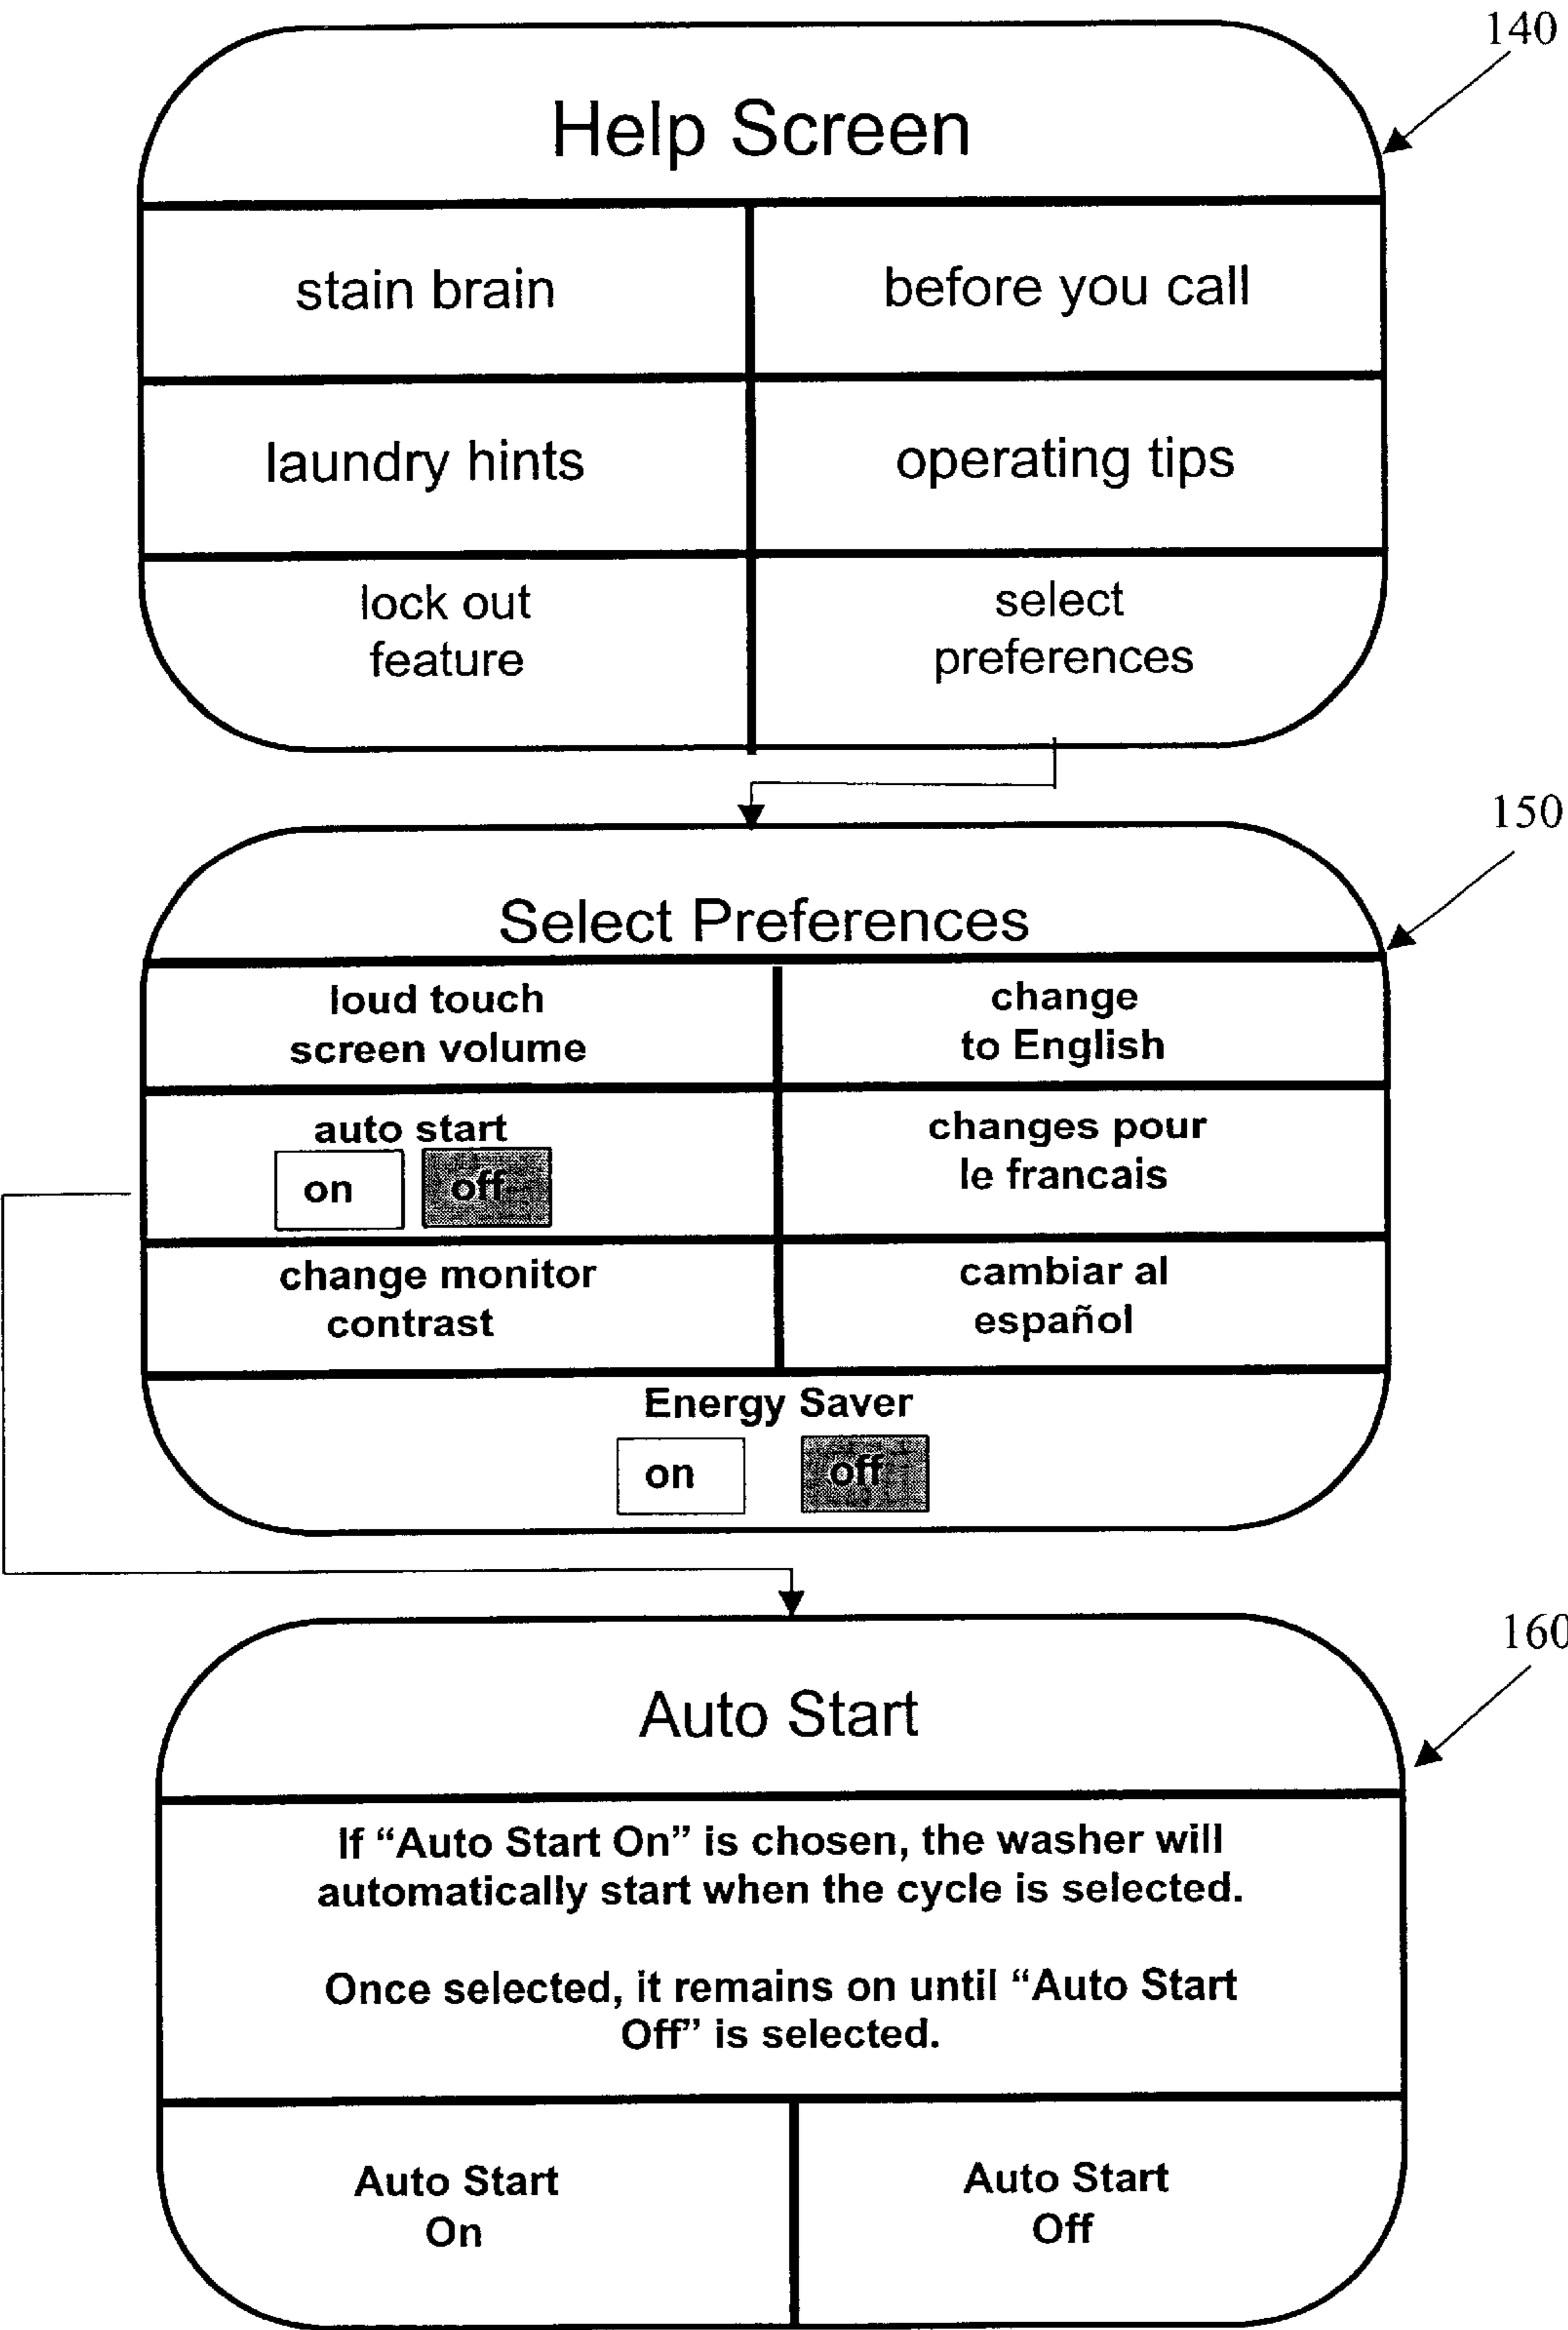 140
Help Screen
stain brain
before you call
laundry hints
operating tips
lock out
feature
select
preferences
150
Select Preferences
loud touch
screen volume
change
to English
auto start
on
off
changes pour
le francais
change monitor
contrast
cambiar al
español
Energy Saver
on
off
160
Auto Start
If “Auto Start On” is chosen, the washer will
automatically start when the cycle is selected.
Once selected, it remains on until “Auto Start
Off” is selected.
Auto Start
On
Auto Start
Off